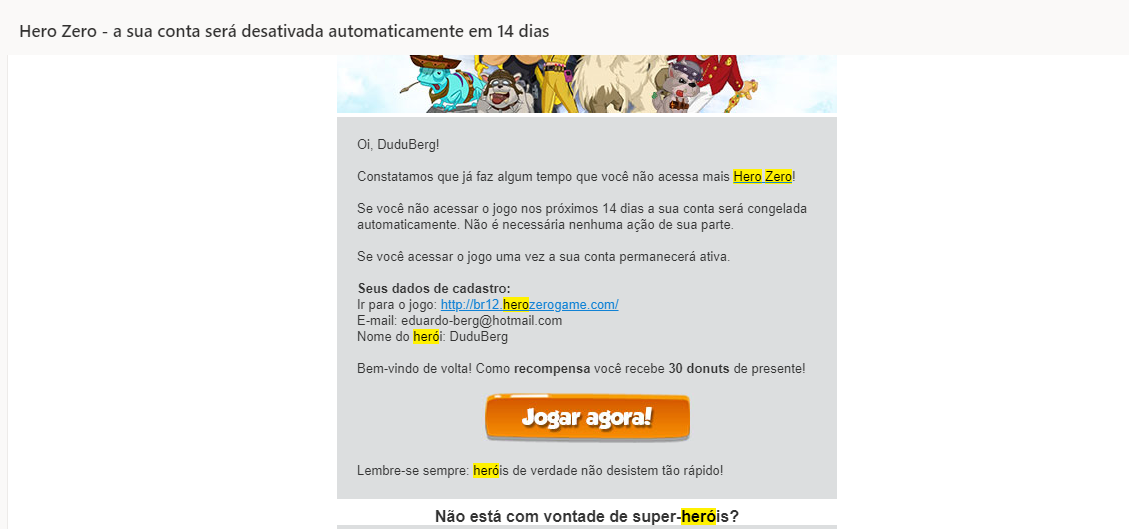 Hero Zero - a sua conta será desativada automaticamente em 14 dias
Oi, DuduBerg!
Constatamos que já faz algum tempo que você não acessa mais Hero Zero!
Se você não acessar o jogo nos próximos 14 dias a sua conta será congelada
automaticamente. Não é necessária nenhuma ação de sua parte.
Se você acessar o jogo uma vez a sua conta permanecerá ativa.
Seus dados de cadastro:
Ir para o jogo: http://br12.herozerogame.com/
E-mail: eduardo-berg@hotmail.com
Nome do herói: DuduBerg
Bem-vindo de volta! Como recompensa você recebe 30 donuts de presente!
Jogar agora!
Lembre-se sempre: heróis de verdade não desistem tão rápido!
Não está com vontade de super-heróis?